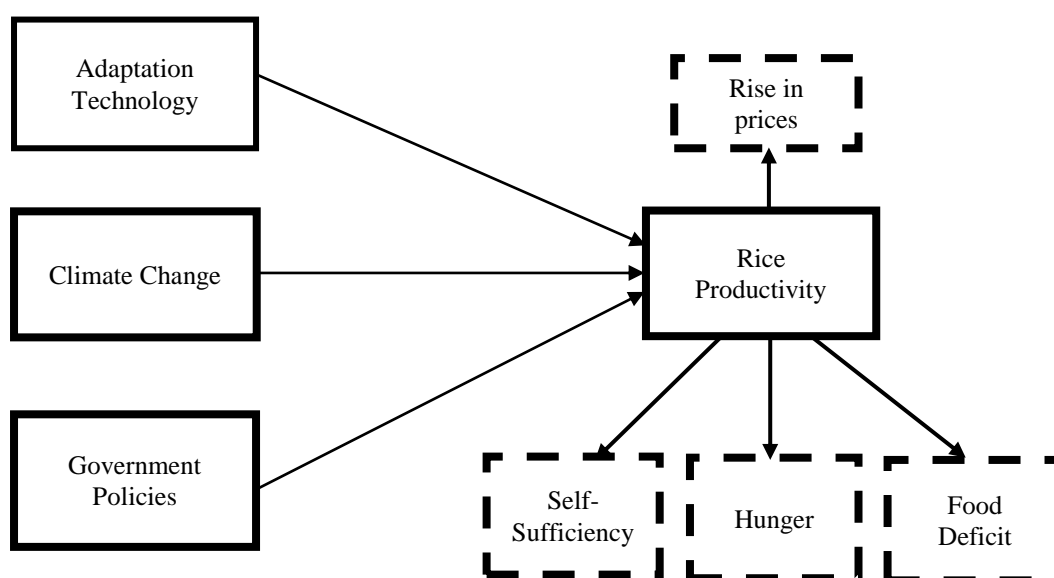 Adaptation
Technology
Rise in
prices
Climate Change
Rice
Productivity
Government
Policies
Self-
Sufficiency
Hunger
Food
Deficit